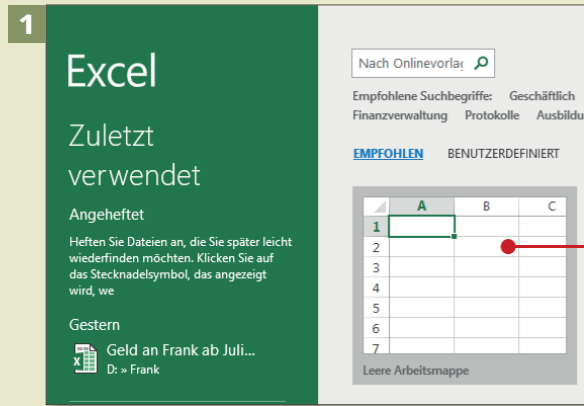 1
Excel
Zuletzt
verwendet
Angeheftet
Heften Sie Dateien an, die Sie später leicht
wiederfinden möchten. Klicken Sie auf
das Stecknadelsymbol, das angezeigt
wird, we
Gestern
Geld an Frank ab Juli...
D: » Frank
Nach Onlinevorlag
Empfohlene Suchbegriffe: Geschäftlich
Finanzverwaltung Protokolle Ausbildu
EMPFOHLEN BENUTZERDEFINIERT
A B C
1
2
3
4
5
6
7
Leere Arbeitsmappe